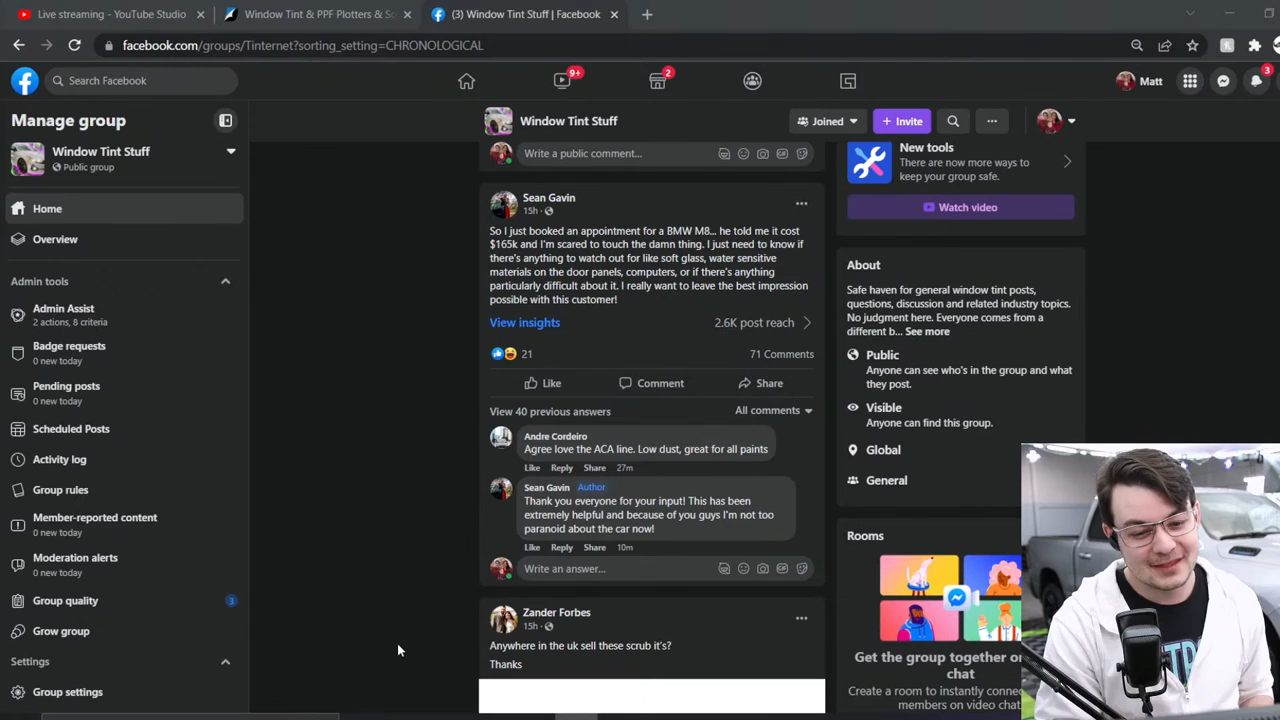 Live streaming - YouTube Studio
Window Tint & PPF Plotters & So
(3) Window Tint Stuff | Facebook
facebook.com/groups/Tinternet?sorting_setting=CHRONOLOGICAL
Search Facebook
9+
2
Matt
3
Manage group
Window Tint Stuff
Public group
Home
Overview
Admin tools
Admin Assist
2 actions, 8 criteria
Badge requests
0 new today
Pending posts
0 new today
Scheduled Posts
Activity log
Group rules
Member-reported content
0 new today
Moderation alerts
0 new today
Group quality
3
Grow group
Settings
Group settings
Window Tint Stuff
Joined
+ Invite
Write a public comment...
GIF
Sean Gavin
15h
So I just booked an appointment for a BMW M8... he told me it cost
$165k and I'm scared to touch the damn thing. I just need to know if
there's anything to watch out for like soft glass, water sensitive
materials on the door panels, computers, or if there's anything
particularly difficult about it. I really want to leave the best impression
possible with this customer!
View insights
2.6K post reach
21
71 Comments
Like
Comment
Share
View 40 previous answers
All comments
Andre Cordeiro
Agree love the ACA line. Low dust, great for all paints
Like Reply Share 27m
Sean Gavin Author
Thank you everyone for your input! This has been
extremely helpful and because of you guys I'm not too
paranoid about the car now!
Like Reply Share 10m
Write an answer...
GIF
Zander Forbes
15h
Anywhere in the uk sell these scrub it's?
Thanks
New tools
There are now more ways to
keep your group safe.
Watch video
About
Safe haven for general window tint posts,
questions, discussion and related industry topics.
No judgment here. Everyone comes from a
different b... See more
Public
Anyone can see who's in the group and what
they post.
Visible
Anyone can find this group.
Global
General
Rooms
Get the group together on
chat
Create a room to instantly connec
members on video chat